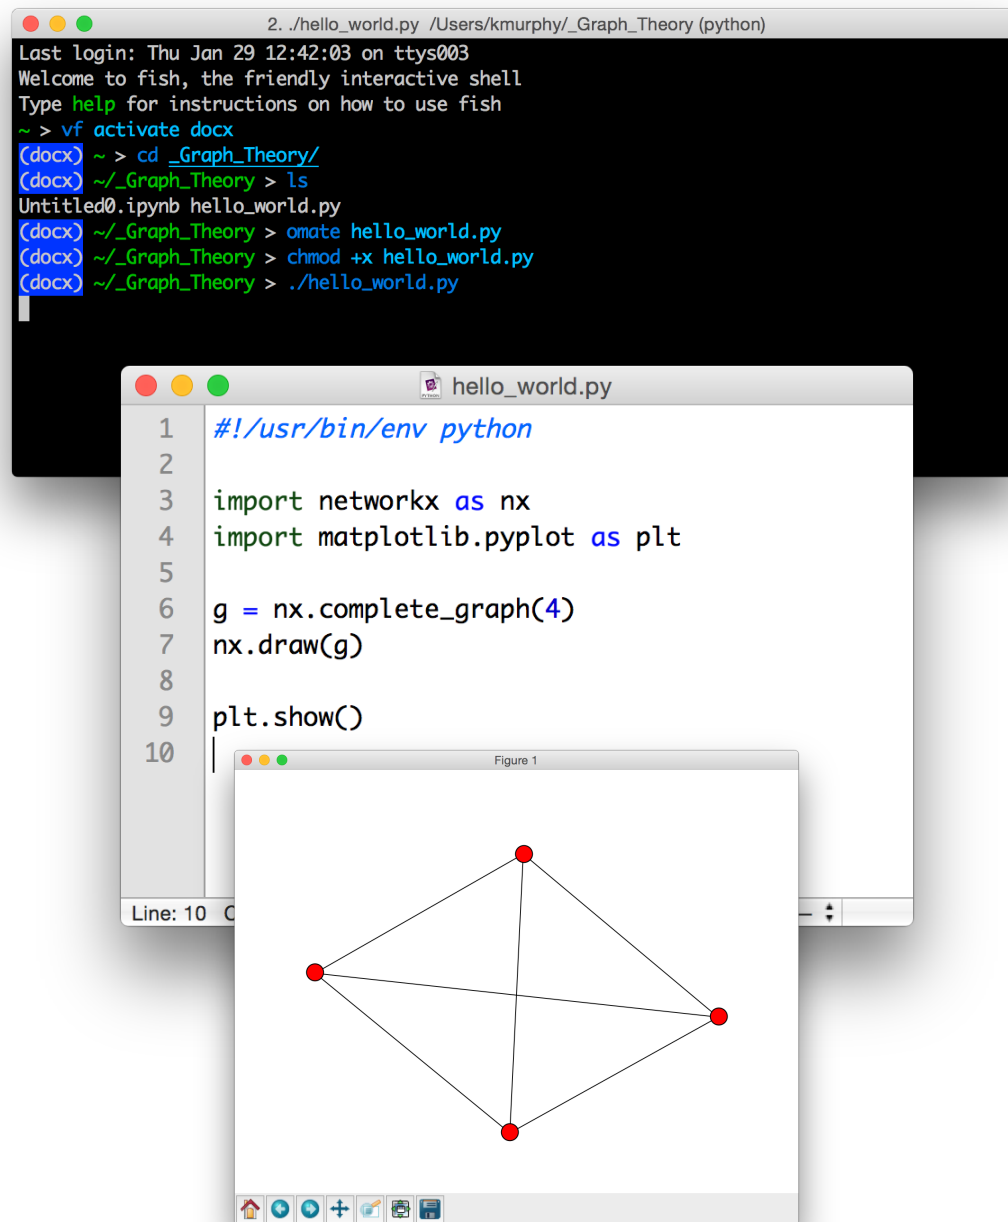 2. ./hello_world.py /Users/kmurphy/_Graph_Theory (python)
Last login: Thu Jan 29 12:42:03 on ttys003
Welcome to fish, the friendly interactive shell
Type help for instructions on how to use fish
~ > vf activate docx
(docx) ~ > cd _Graph_Theory/
(docx) ~/_Graph_Theory > ls
Untitled0.ipynb hello_world.py
(docx) ~/_Graph_Theory > omate hello_world.py
(docx) ~/_Graph_Theory > chmod +x hello_world.py
(docx) ~/_Graph_Theory > ./hello_world.py
hello_world.py
1 #!/usr/bin/env python
2
3 import networkx as nx
4 import matplotlib.pyplot as plt
5
6 g = nx.complete_graph(4)
7 nx.draw(g)
8
9 plt.show()
10
Figure 1
Line: 10